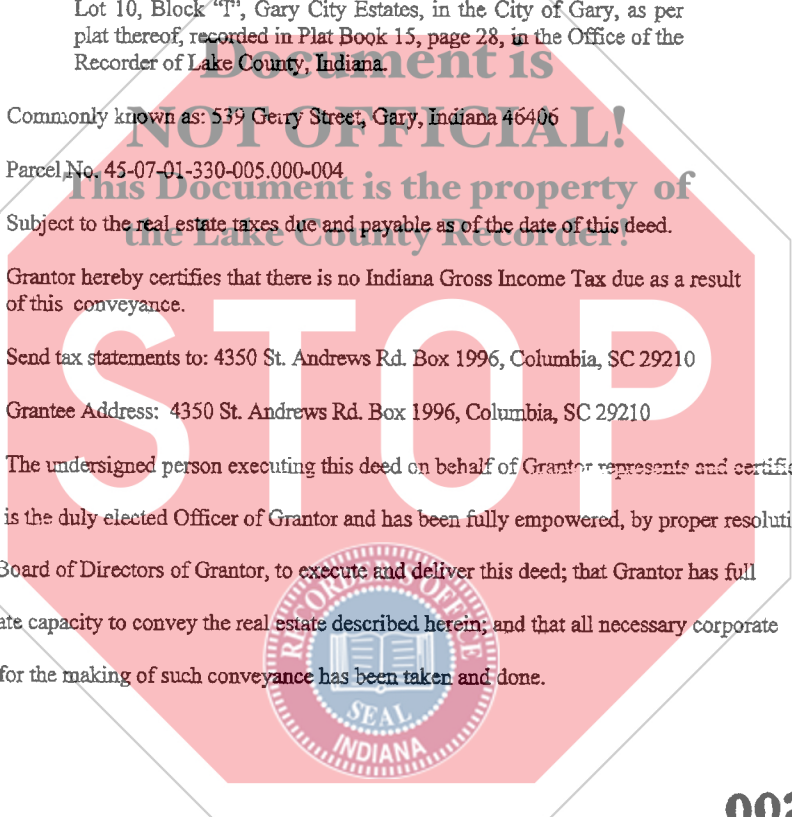 Lot 10, Block "T", Gary City Estates, in the City of Gary, as per
plat thereof, recorded in Plat Book 15, page 28, in the Office of the
Recorder of Lake County, Indiana.
Document is
NOT OFFICIAL!
Commonly known as: 539 Gerry Street, Gary, Indiana 46406
Parcel No. 45-07-01-330-005.000-004
This Document is the property of
the Lake County Recorder!
Subject to the real estate taxes due and payable as of the date of this deed.
Grantor hereby certifies that there is no Indiana Gross Income Tax due as a result
of this conveyance.
STOP
Send tax statements to: 4350 St. Andrews Rd. Box 1996, Columbia, SC 29210
Grantee Address: 4350 St. Andrews Rd. Box 1996, Columbia, SC 29210
The undersigned person executing this deed on behalf of Grantor represents and certifie
is the duly elected Officer of Grantor and has been fully empowered, by proper resoluti
Board of Directors of Grantor, to execute and deliver this deed; that Grantor has full
ate capacity to convey the real estate described herein; and that all necessary corporate
for the making of such conveyance has been taken and done.
RECORDER'S OFFICE
SEAL
INDIANA
002